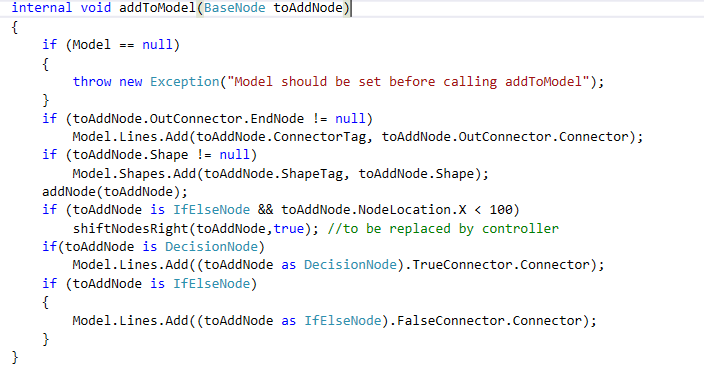 internal void addToModel(BaseNode toAddNode)
{
    if (Model == null)
    {
        throw new Exception("Model should be set before calling addToModel");
    }
    if (toAddNode.OutConnector.EndNode != null)
        Model.Lines.Add(toAddNode.ConnectorTag, toAddNode.OutConnector.Connector);
    if (toAddNode.Shape != null)
        Model.Shapes.Add(toAddNode.ShapeTag, toAddNode.Shape);
    addNode(toAddNode);
    if (toAddNode is IfElseNode && toAddNode.NodeLocation.X < 100)
        shiftNodesRight(toAddNode,true); //to be replaced by controller
    if(toAddNode is DecisionNode)
        Model.Lines.Add((toAddNode as DecisionNode).TrueConnector.Connector);
    if (toAddNode is IfElseNode)
    {
        Model.Lines.Add((toAddNode as IfElseNode).FalseConnector.Connector);
    }
}